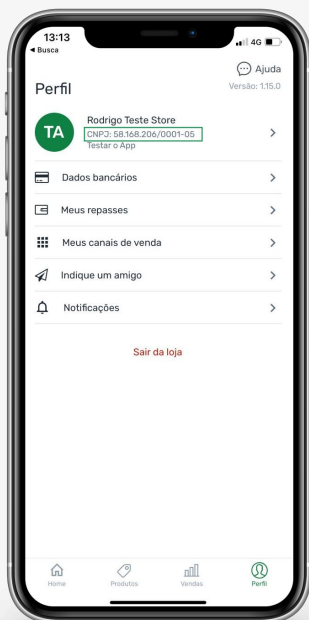 13:13
4G
◄ Busca
Ajuda
Perfil
Versão: 1.15.0
TA
Rodrigo Teste Store
CNPJ: 58.168.206/0001-05
Testar o App
Dados bancários
Meus repasses
Meus canais de venda
Indique um amigo
Notificações
Sair da loja
Home
Produtos
Vendas
Perfil